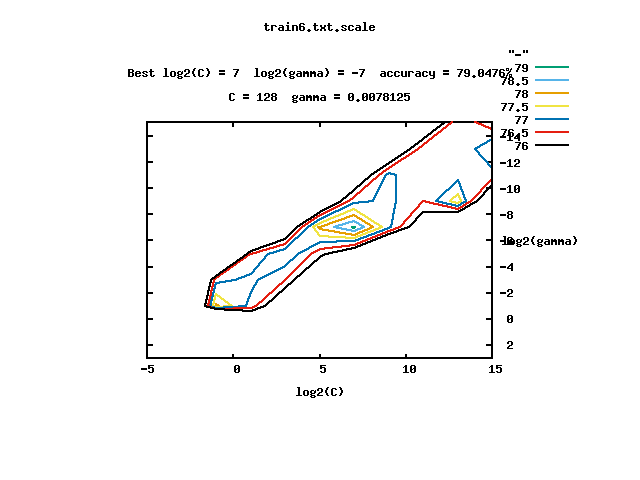 train6.txt.scale
"-"
Best log2(C) = 7 log2(gamma) = -7 accuracy = 79.0476%
79
78.5
78
C = 128 gamma = 0.0078125
77.5
77
76.5
76
-14
-12
-10
-8
-6
log2(gamma)
-4
-2
0
2
-5 0 5 10 15
log2(C)